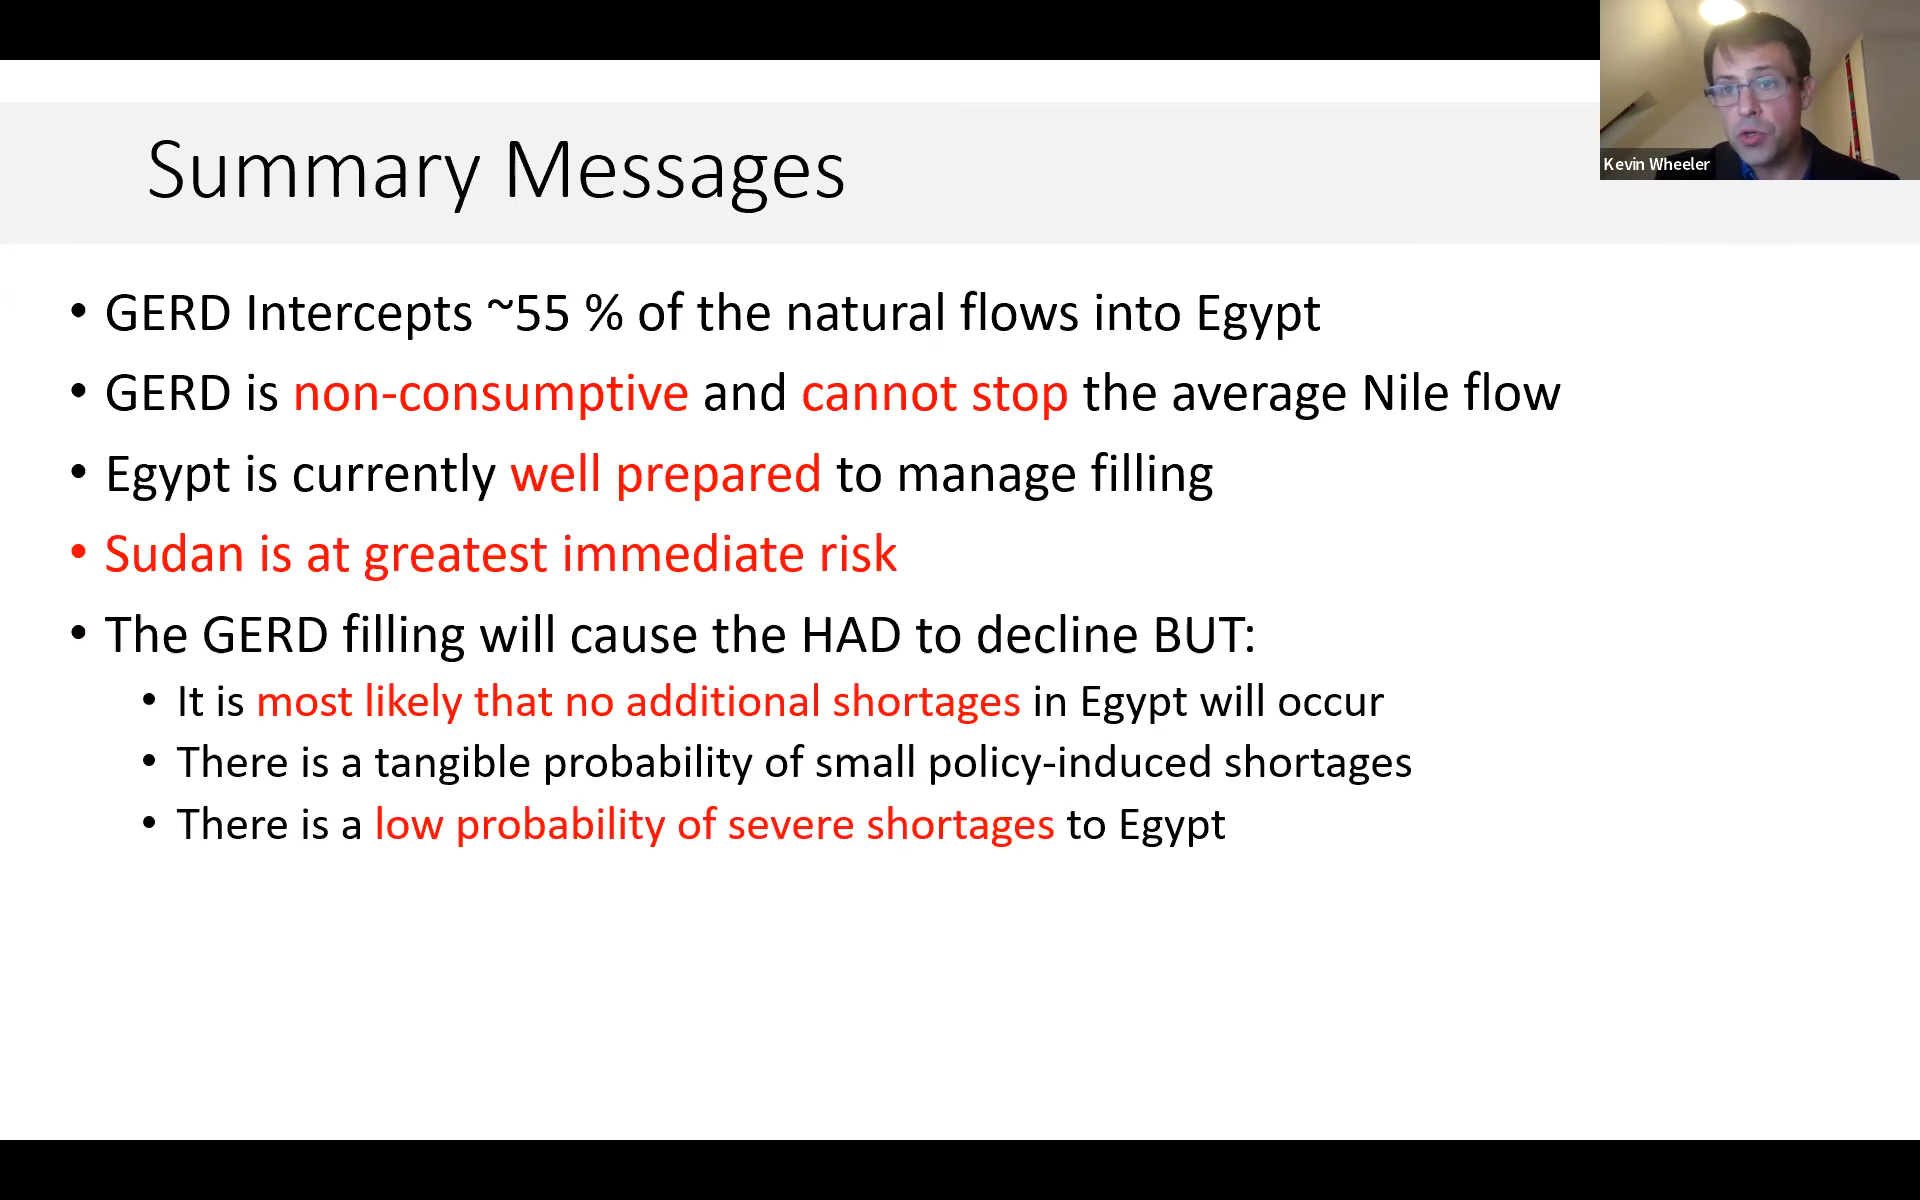 Kevin Wheeler
Summary Messages
• GERD Intercepts ~55 % of the natural flows into Egypt
• GERD is non-consumptive and cannot stop the average Nile flow
• Egypt is currently well prepared to manage filling
• Sudan is at greatest immediate risk
• The GERD filling will cause the HAD to decline BUT:
• It is most likely that no additional shortages in Egypt will occur
• There is a tangible probability of small policy-induced shortages
• There is a low probability of severe shortages to Egypt